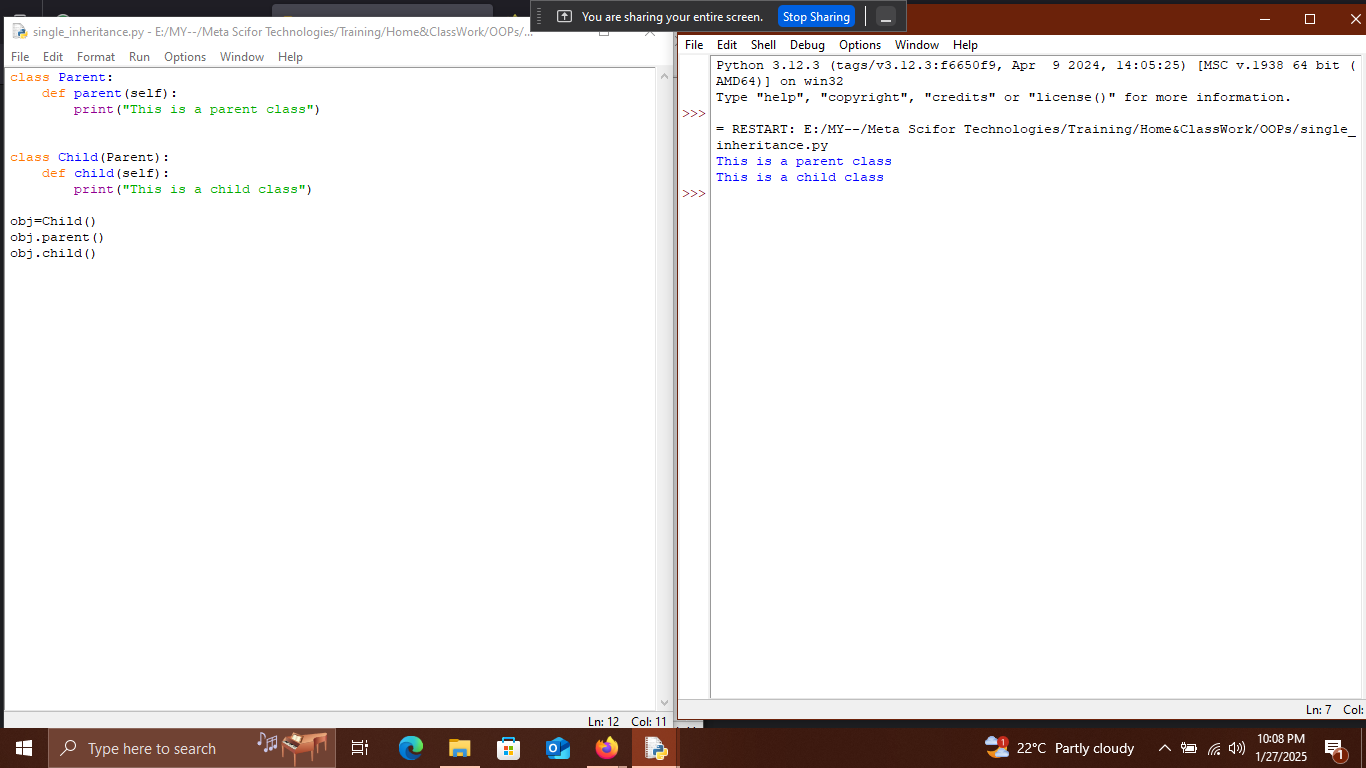 You are sharing your entire screen. Stop Sharing
single_inheritance.py - E:/MY--/Meta Scifor Technologies/Training/Home&ClassWork/OOPs/...
File Edit Format Run Options Window Help
class Parent:
    def parent(self):
        print("This is a parent class")
class Child(Parent):
    def child(self):
        print("This is a child class")
obj=Child()
obj.parent()
obj.child()
Ln: 12 Col: 11
File Edit Shell Debug Options Window Help
Python 3.12.3 (tags/v3.12.3:f6650f9, Apr  9 2024, 14:05:25) [MSC v.1938 64 bit (
AMD64)] on win32
Type "help", "copyright", "credits" or "license()" for more information.
>>>
= RESTART: E:/MY--/Meta Scifor Technologies/Training/Home&ClassWork/OOPs/single_
inheritance.py
This is a parent class
This is a child class
>>>
Ln: 7 Col:
Type here to search
1
22°C Partly cloudy
10:08 PM
1/27/2025
1